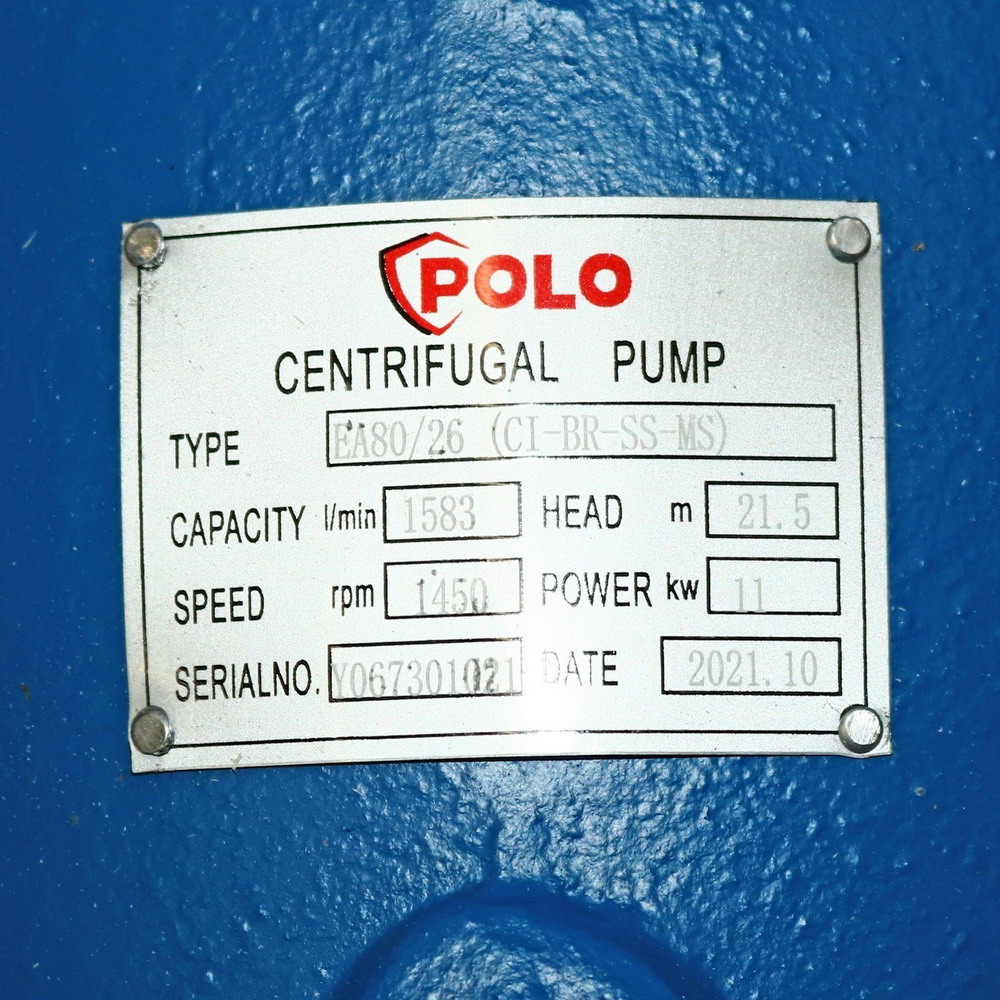 POLO
CENTRIFUGAL PUMP
TYPE EA80/26 (CI-BR-SS-MS)
CAPACITY l/min 1583 HEAD m 21.5
SPEED rpm 1450 POWER kw 11
SERIALNO. Y067301021 DATE 2021.10